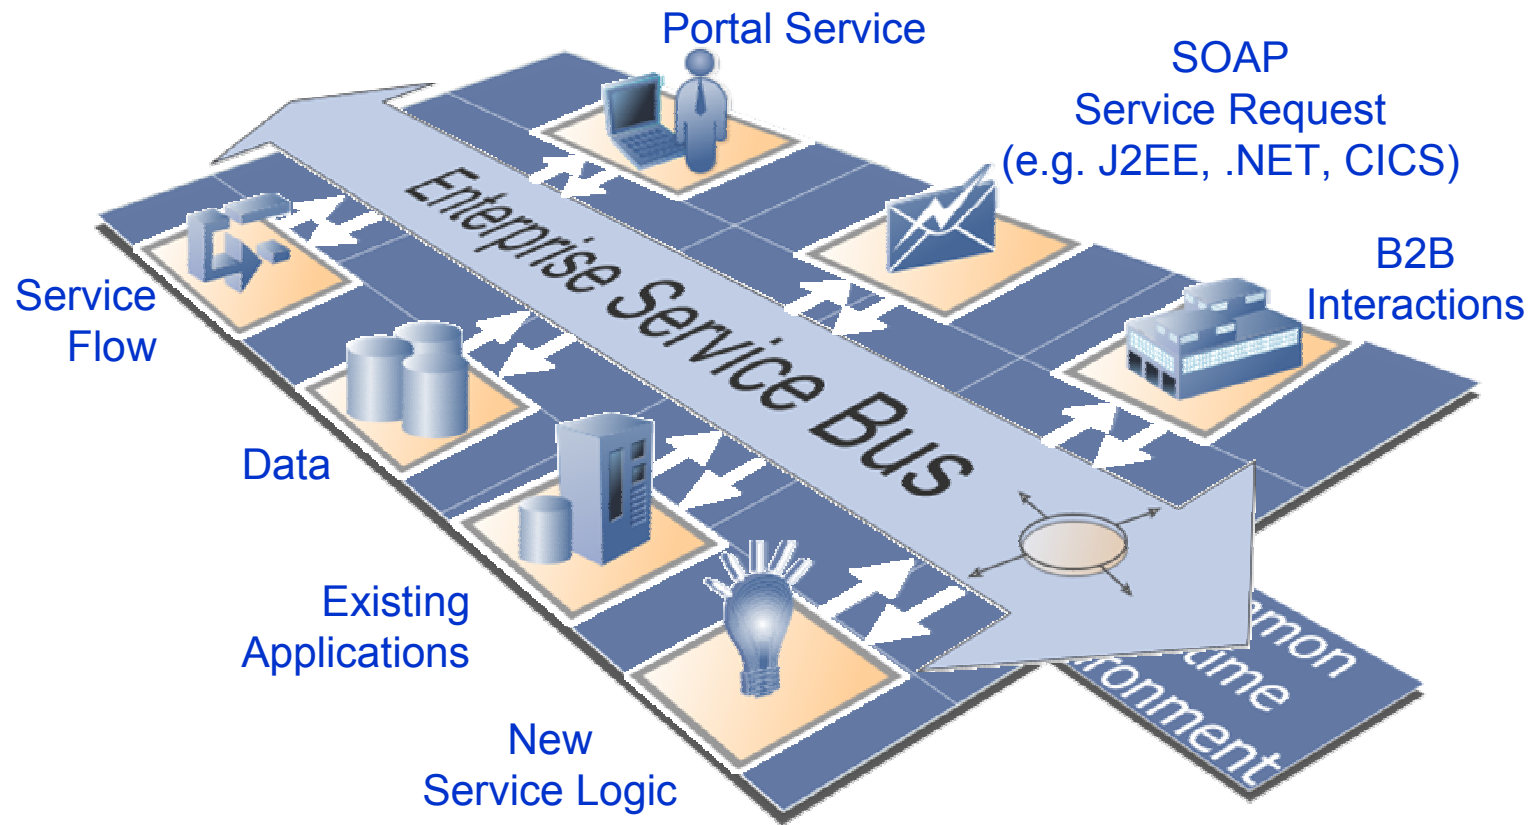 Portal Service
SOAP
Service Request
(e.g. J2EE, .NET, CICS)
B2B
Interactions
Enterprise Service Bus
Service
Flow
Data
Existing
Applications
New
Service Logic